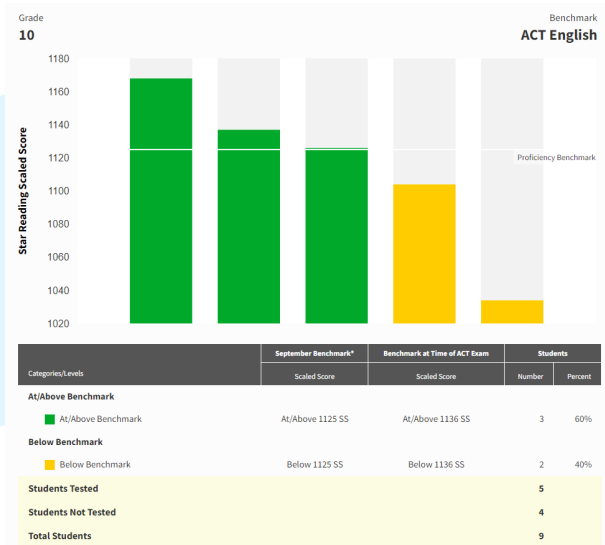 Grade
Benchmark
10
ACT English
1180
1160
1140
1120
1100
1080
1060
1040
1020
Star Reading Scaled Score
Proficiency Benchmark
September Benchmark* Benchmark at Time of ACT Exam Students
Categories/Levels Scaled Score Scaled Score Number Percent
At/Above Benchmark
At/Above Benchmark At/Above 1125 SS At/Above 1136 SS 3 60%
Below Benchmark
Below Benchmark Below 1125 SS Below 1136 SS 2 40%
Students Tested 5
Students Not Tested 4
Total Students 9